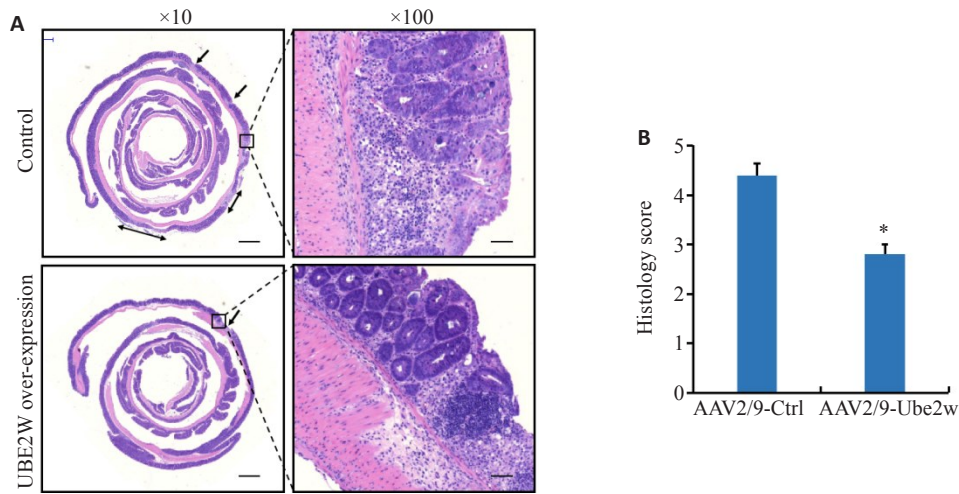 A
×10
×100
Control
UBE2W over-expression
B
Histology score
5
4
3
2
1
0
*
AAV2/9-Ctrl
AAV2/9-Ube2w